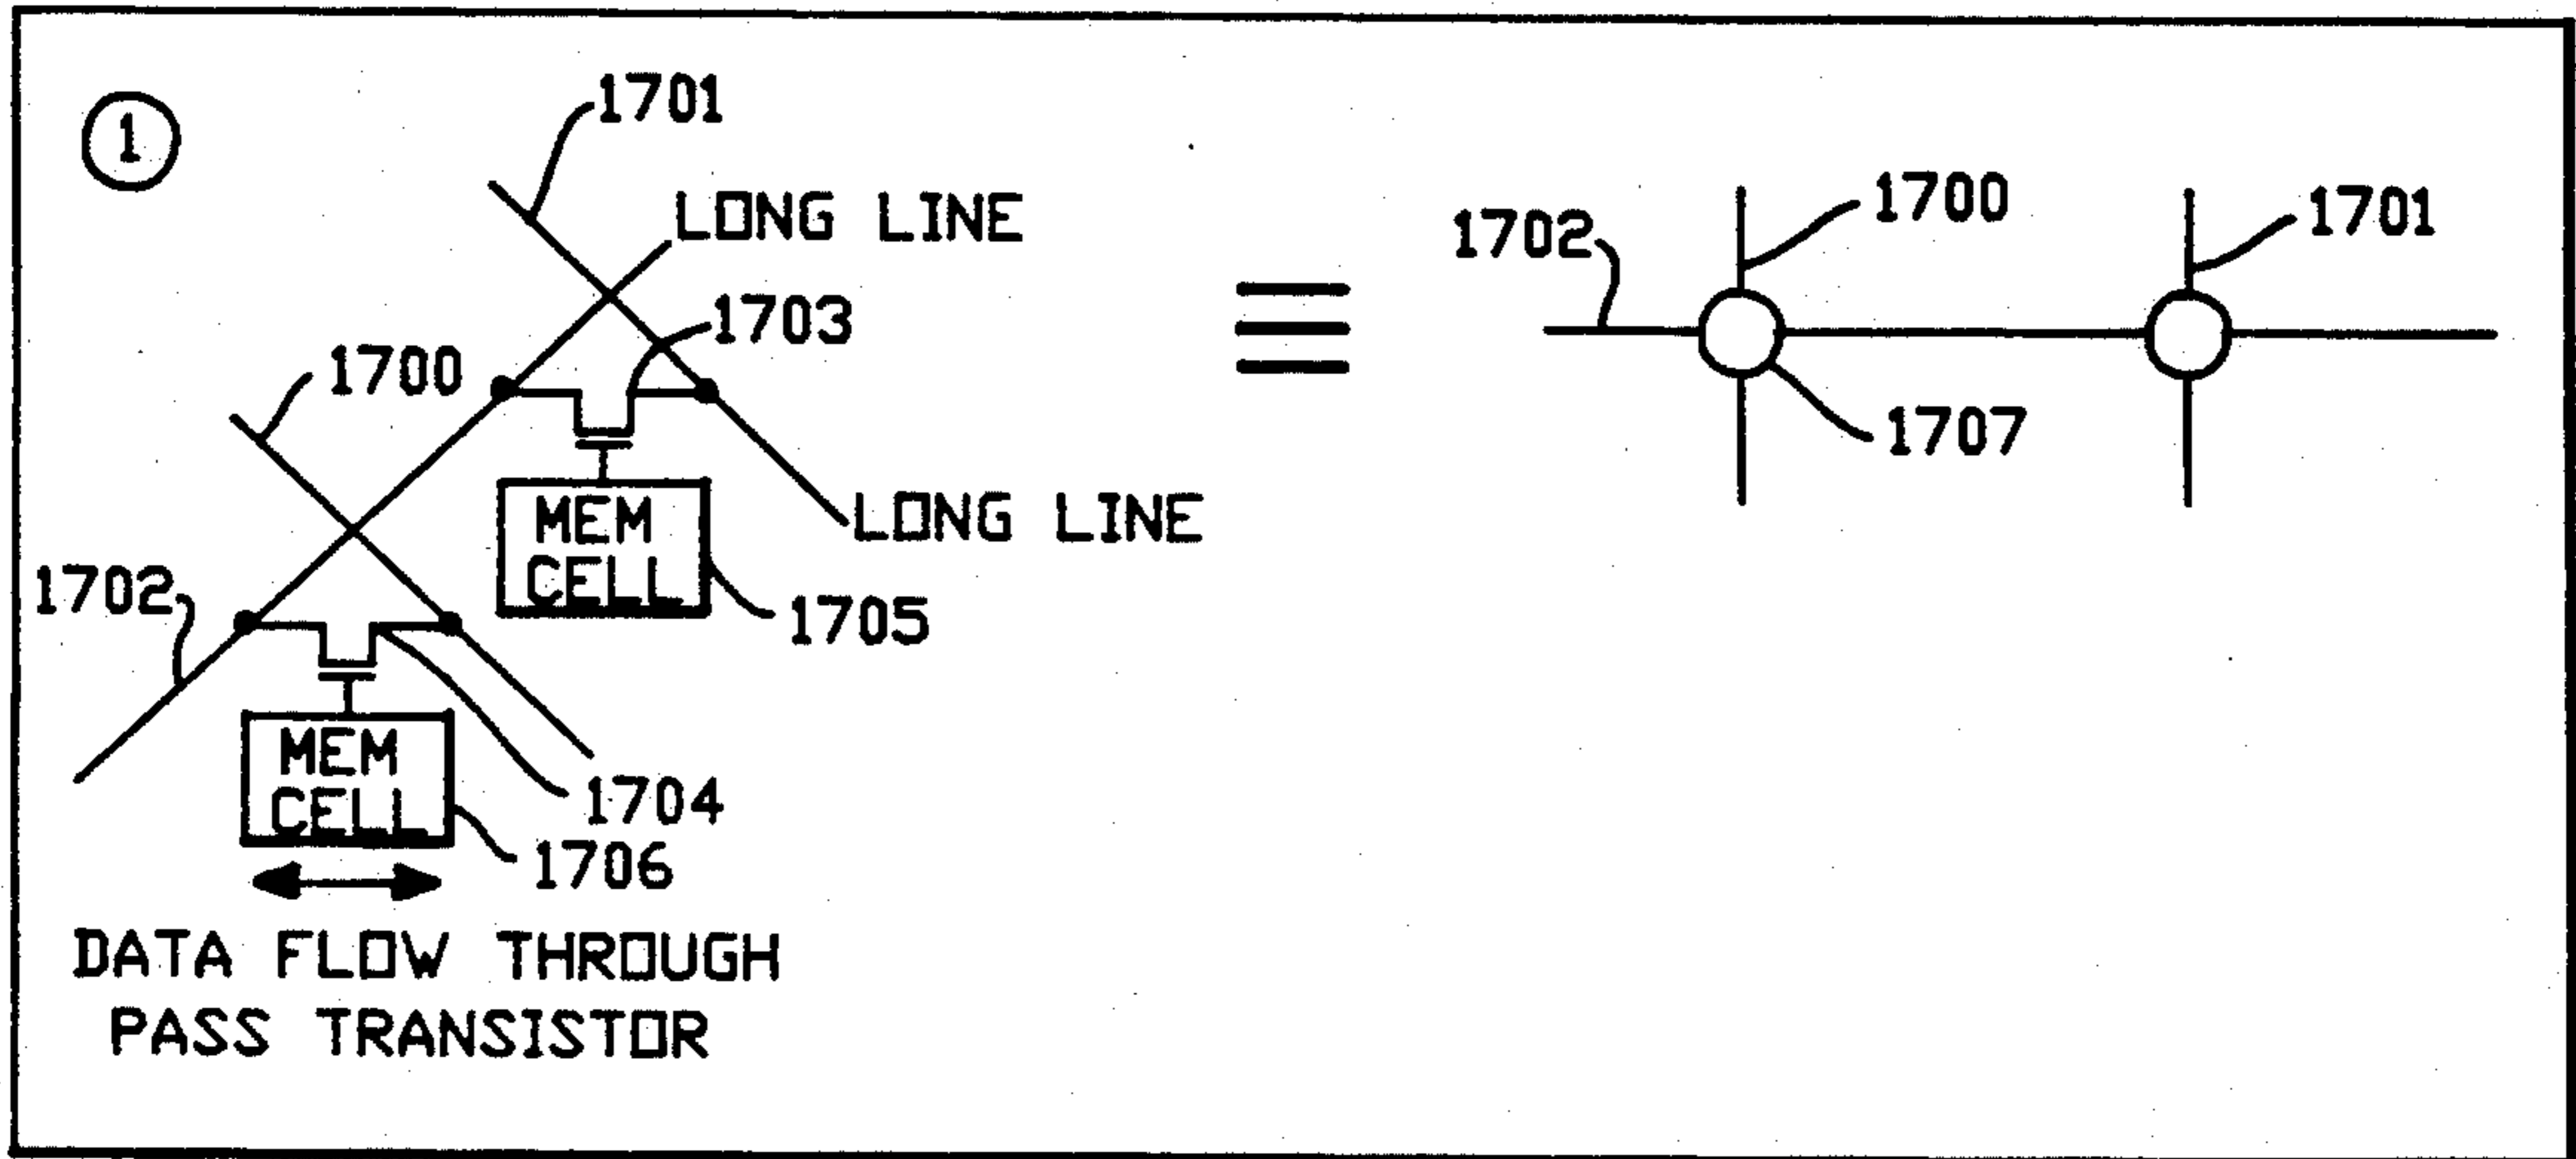 1
1701
LONG LINE
1703
1700
LONG LINE
MEM
CELL
1705
1702
MEM
CELL
1704
1706
DATA FLOW THROUGH
PASS TRANSISTOR
1702
1700
1701
1707